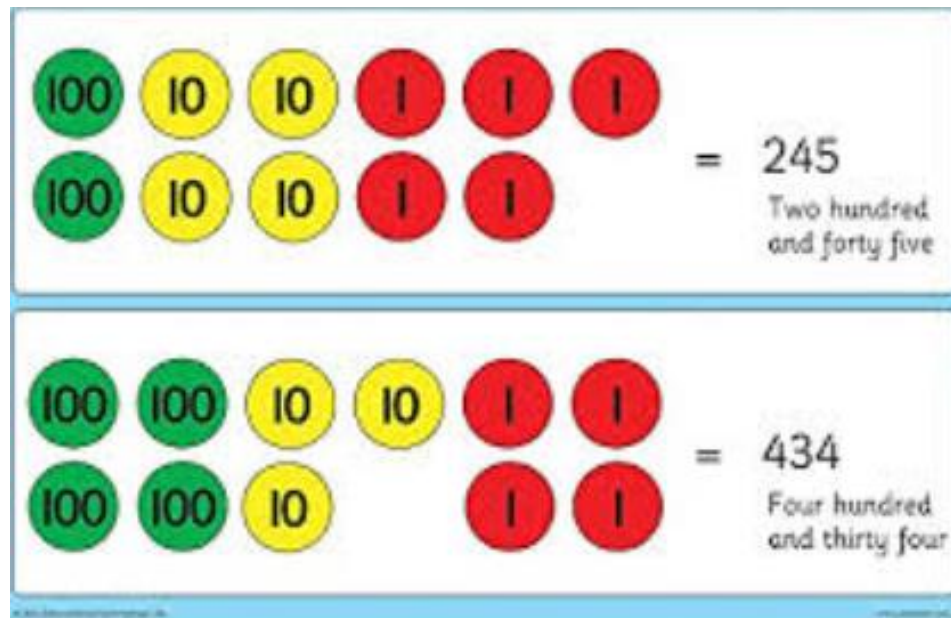 100 10 10 1 1 1
100 10 10 1 1
= 245
Two hundred
and forty five
100 100 10 10 1 1
100 100 10 1 1
= 434
Four hundred
and thirty four